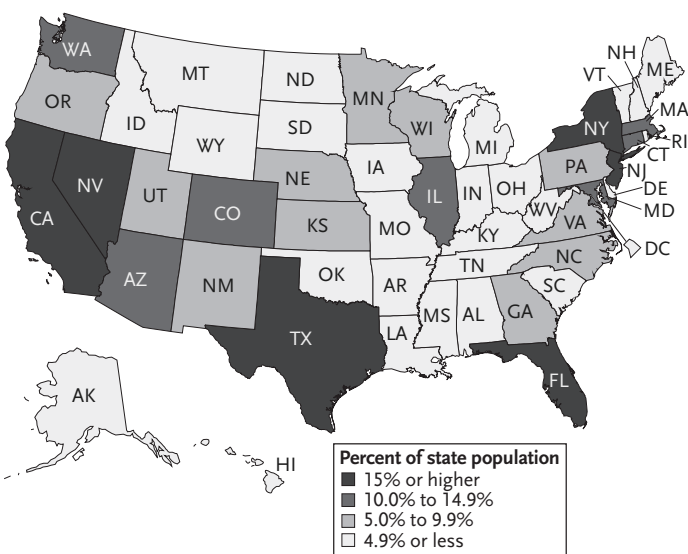 WA
MT
ND
MN
OR
ID
WY
SD
WI
MI
NH
VT
ME
MA
NY
RI
CT
NJ
PA
DE
MD
DC
NV
CA
UT
CO
NE
IA
IL
IN
OH
WV
VA
KS
MO
KY
AZ
NM
OK
AR
TN
NC
SC
TX
LA
MS
AL
GA
FL
AK
HI
Percent of state population
15% or higher
10.0% to 14.9%
5.0% to 9.9%
4.9% or less